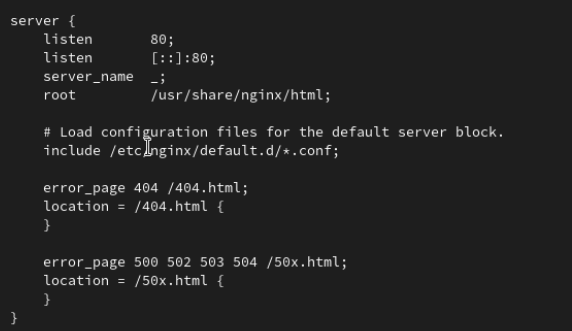 server {
    listen       80;
    listen       [::]:80;
    server_name  _;
    root         /usr/share/nginx/html;

    # Load configuration files for the default server block.
    include /etc/nginx/default.d/*.conf;

    error_page 404 /404.html;
    location = /404.html {
    }

    error_page 500 502 503 504 /50x.html;
    location = /50x.html {
    }
}